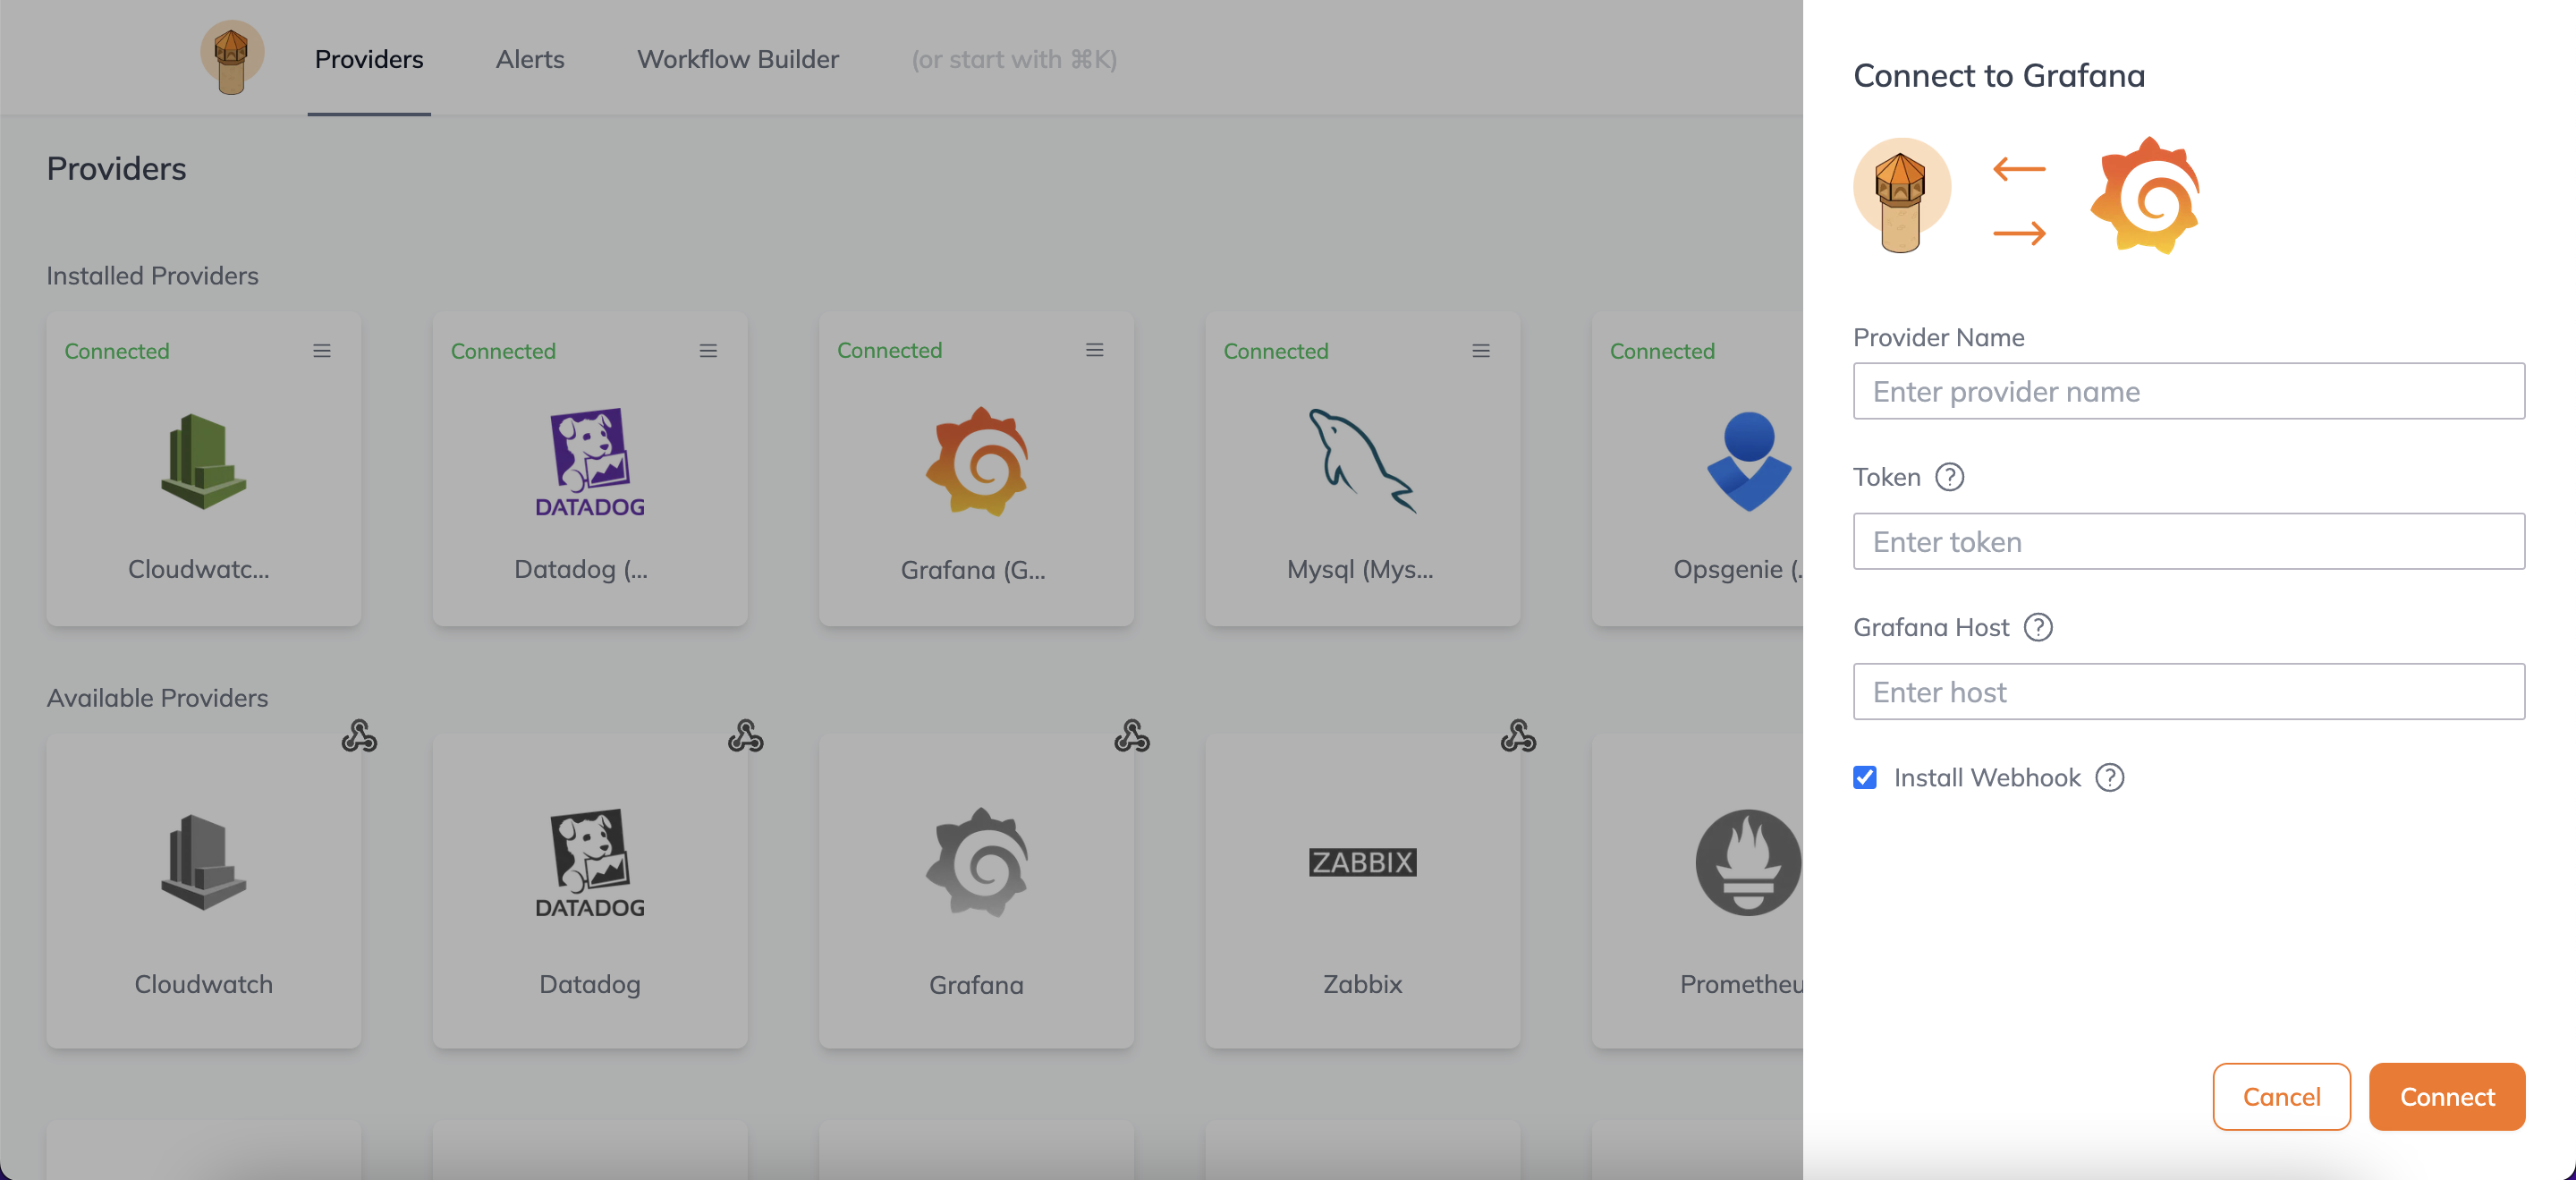 Providers
Alerts
Workflow Builder
(or start with ⌘K)
Providers
Installed Providers
Connected
Connected
Connected
Connected
Connected
DATADOG
Cloudwatc...
Datadog (...
Grafana (G...
Mysql (Mys...
Opsgenie (.
Available Providers
DATADOG
ZABBIX
Cloudwatch
Datadog
Grafana
Zabbix
Prometheu
Connect to Grafana
Provider Name
Enter provider name
Token ?
Enter token
Grafana Host ?
Enter host
Install Webhook ?
Cancel
Connect